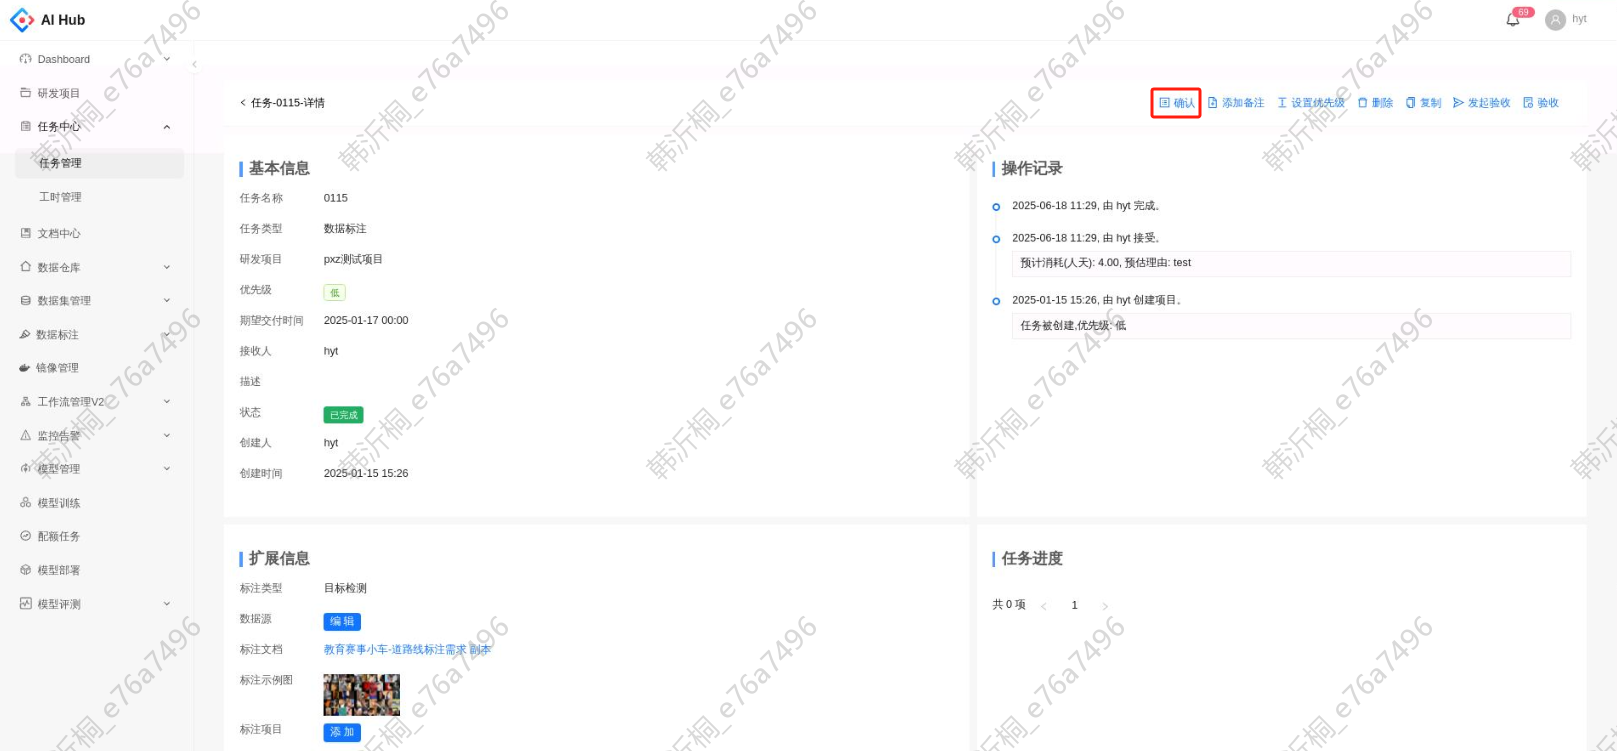 AI Hub
69
hyt
Dashboard
研发项目
任务中心
任务管理
工时管理
文档中心
数据仓库
数据集管理
数据标注
镜像管理
工作流管理V2
监控告警
模型管理
模型训练
配额任务
模型部署
模型评测
< 任务-0115-详情
确认 添加备注 设置优先级 删除 复制 发起验收 验收
基本信息
任务名称 0115
任务类型 数据标注
研发项目 pxz测试项目
优先级 低
期望交付时间 2025-01-17 00:00
接收人 hyt
描述
状态 已完成
创建人 hyt
创建时间 2025-01-15 15:26
操作记录
2025-06-18 11:29, 由 hyt 完成。
2025-06-18 11:29, 由 hyt 接受。
预计消耗(人天): 4.00, 预估理由: test
2025-01-15 15:26, 由 hyt 创建项目。
任务被创建,优先级: 低
扩展信息
标注类型 目标检测
数据源 编 辑
标注文档 教育赛事小车-道路线标注需求 副本
标注示例图
标注项目 添 加
任务进度
共 0 项 < 1 >
韩沂桐_e76a7496